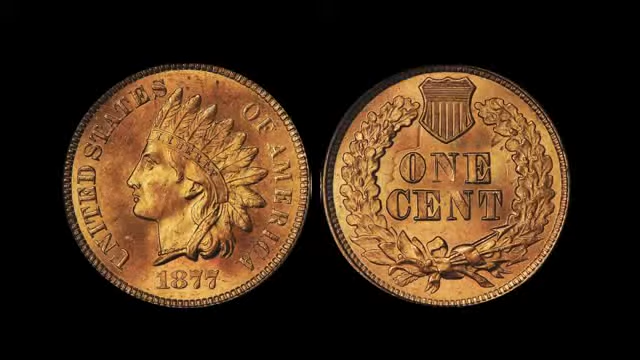 UNITED STATES OF AMERICA
1877
ONE
CENT